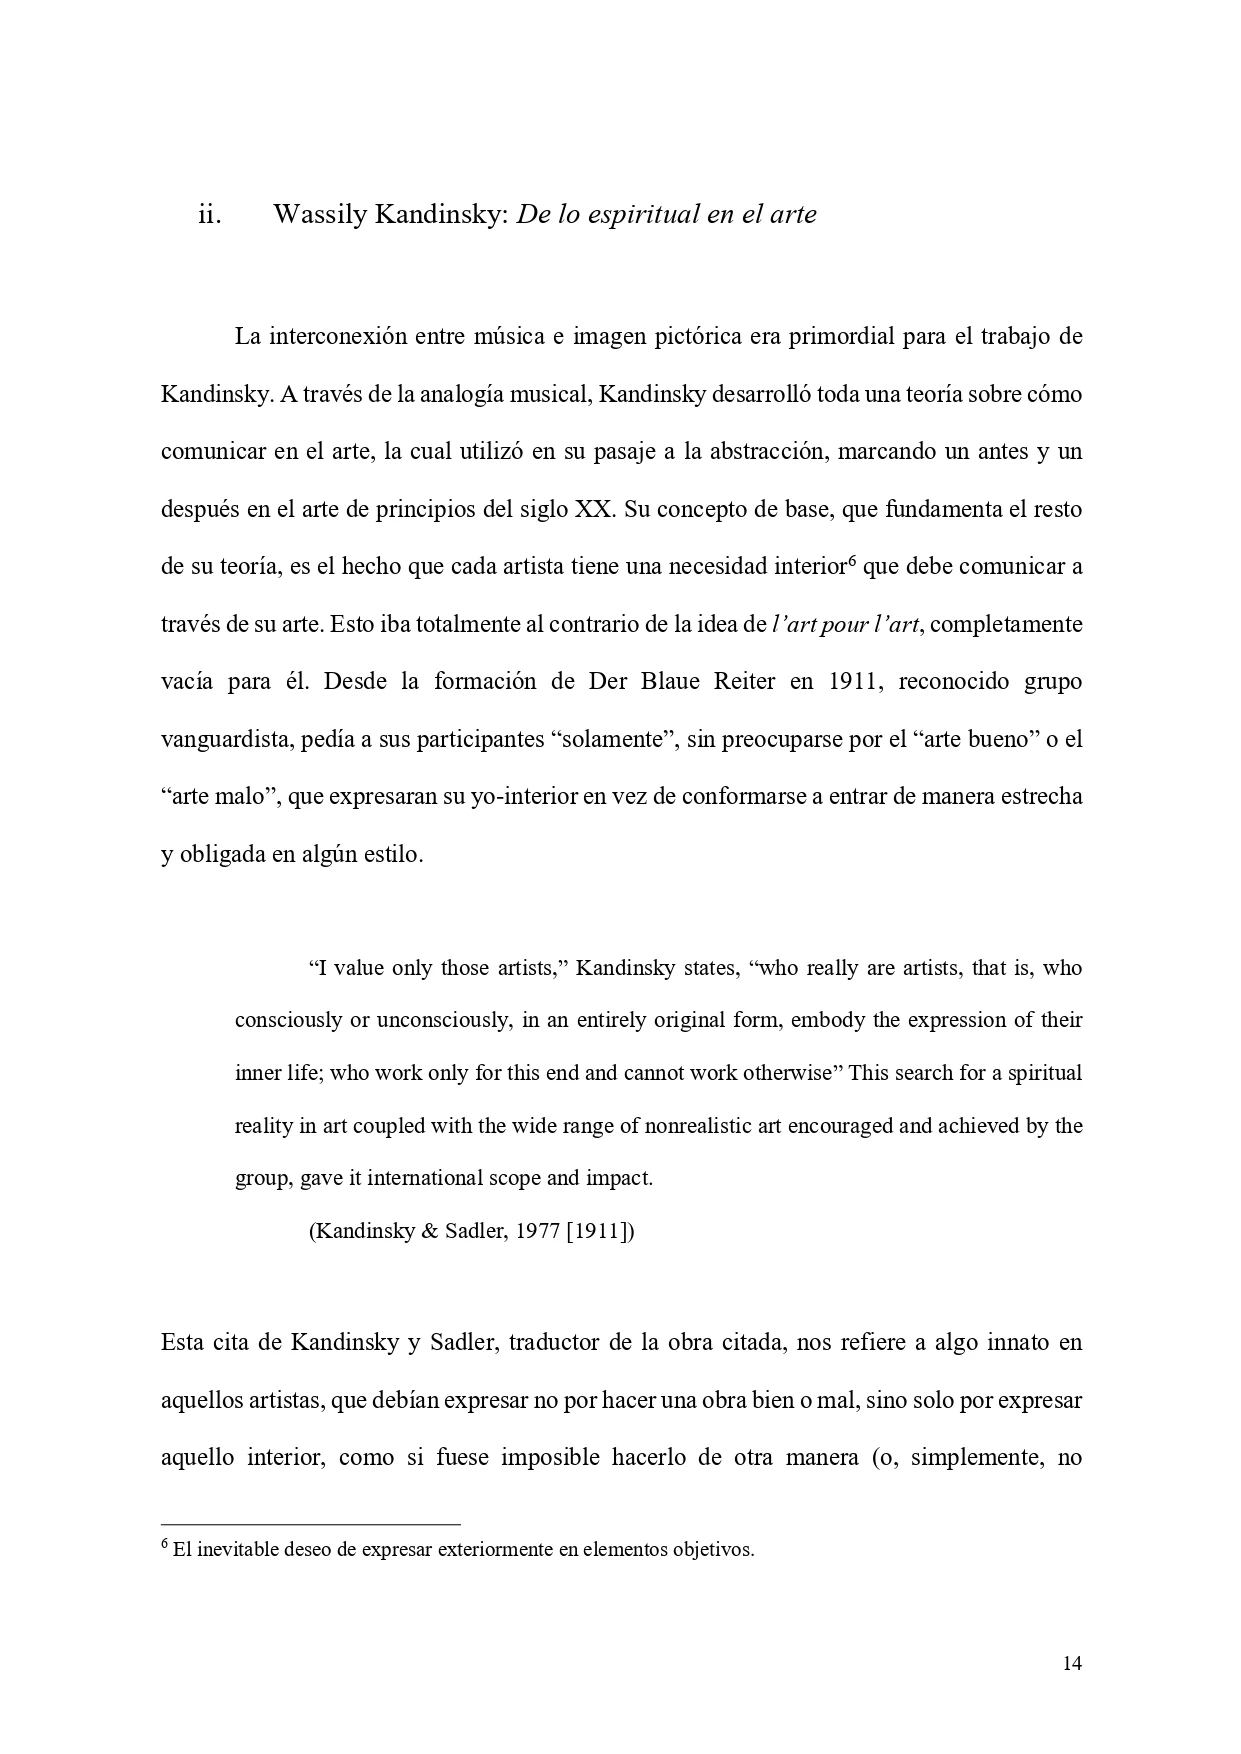 ii. Wassily Kandinsky: De lo espiritual en el arte
La interconexión entre música e imagen pictórica era primordial para el trabajo de
Kandinsky. A través de la analogía musical, Kandinsky desarrolló toda una teoría sobre cómo
comunicar en el arte, la cual utilizó en su pasaje a la abstracción, marcando un antes y un
después en el arte de principios del siglo XX. Su concepto de base, que fundamenta el resto
de su teoría, es el hecho que cada artista tiene una necesidad interior⁶ que debe comunicar a
través de su arte. Esto iba totalmente al contrario de la idea de l’art pour l’art, completamente
vacía para él. Desde la formación de Der Blaue Reiter en 1911, reconocido grupo
vanguardista, pedía a sus participantes “solamente”, sin preocuparse por el “arte bueno” o el
“arte malo”, que expresaran su yo-interior en vez de conformarse a entrar de manera estrecha
y obligada en algún estilo.
“I value only those artists,” Kandinsky states, “who really are artists, that is, who
consciously or unconsciously, in an entirely original form, embody the expression of their
inner life; who work only for this end and cannot work otherwise” This search for a spiritual
reality in art coupled with the wide range of nonrealistic art encouraged and achieved by the
group, gave it international scope and impact.
(Kandinsky & Sadler, 1977 [1911])
Esta cita de Kandinsky y Sadler, traductor de la obra citada, nos refiere a algo innato en
aquellos artistas, que debían expresar no por hacer una obra bien o mal, sino solo por expresar
aquello interior, como si fuese imposible hacerlo de otra manera (o, simplemente, no
⁶ El inevitable deseo de expresar exteriormente en elementos objetivos.
14